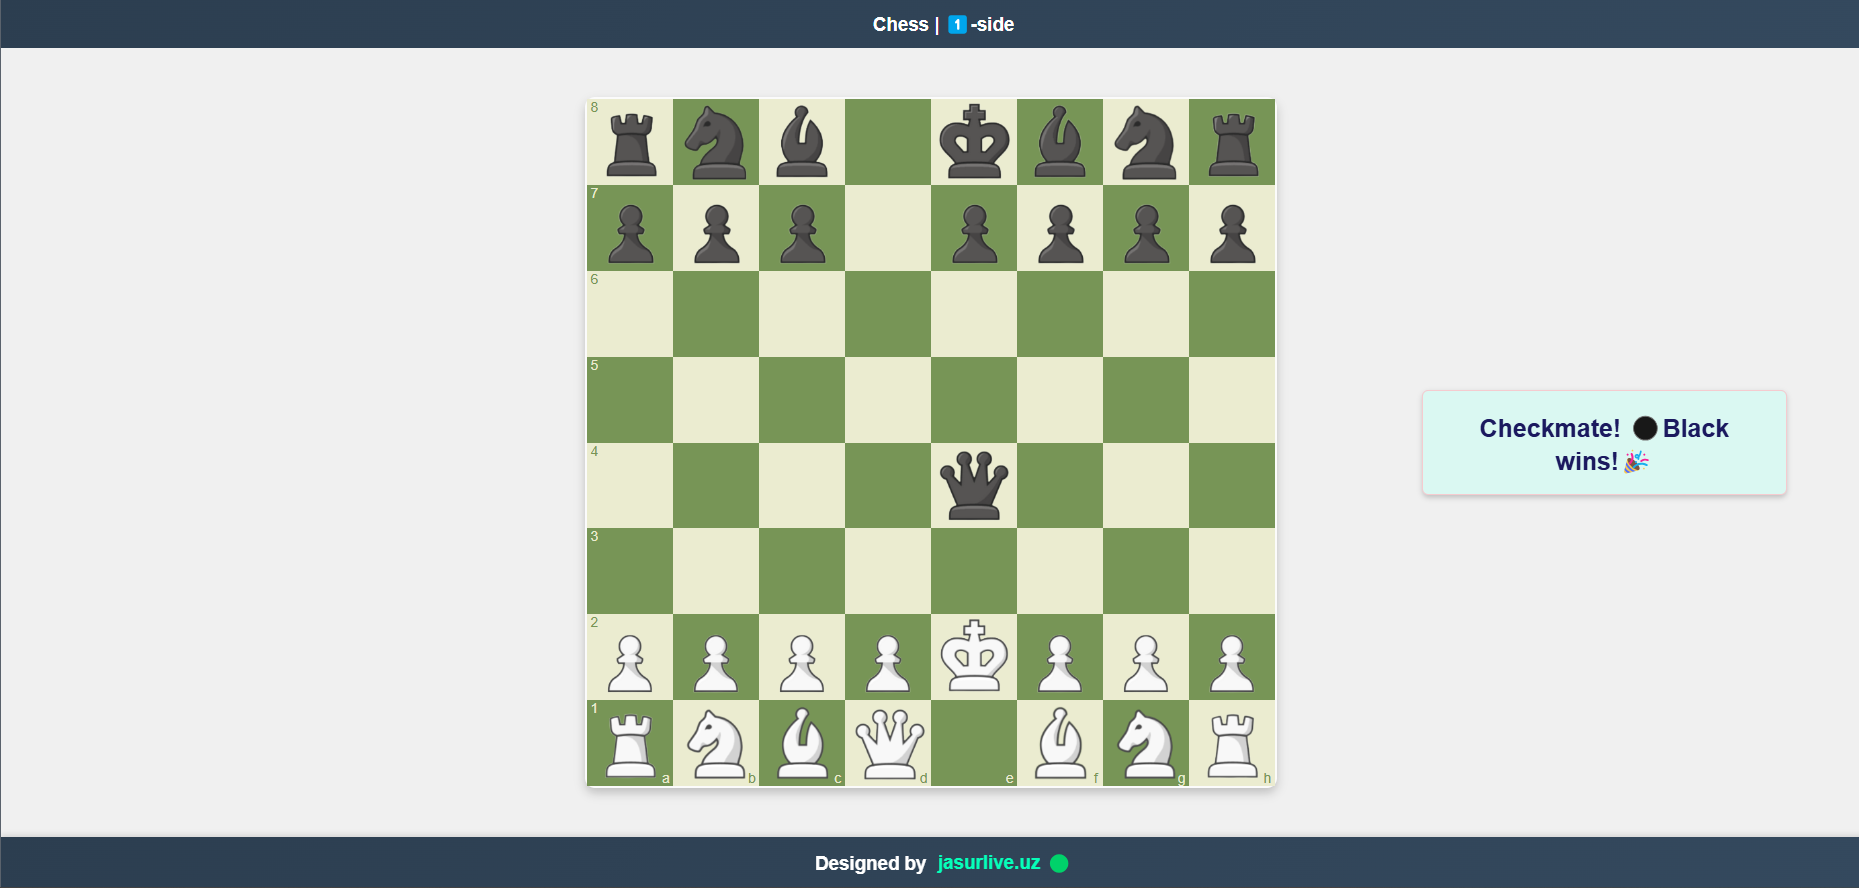 Chess | 1️⃣-side
8
7
6
5
4
3
2
1
a b c d e f g h
Checkmate! ⚫Black
wins!🎉
Designed by jasurlive.uz